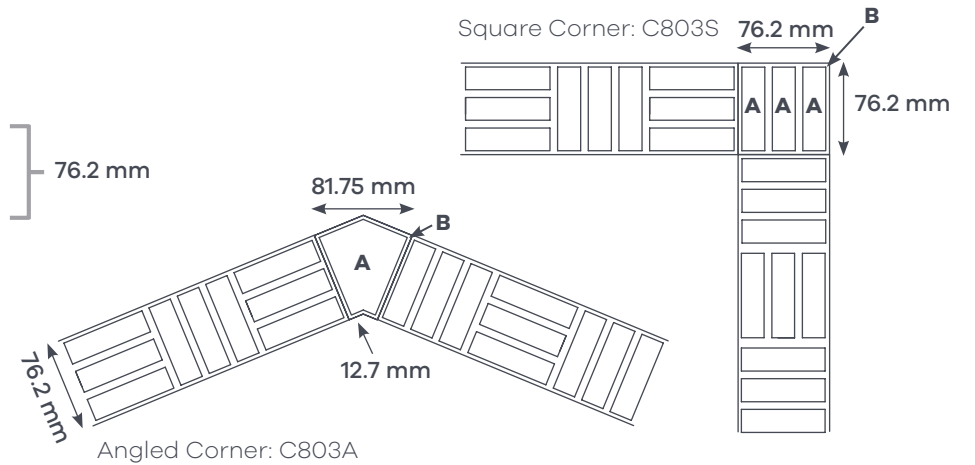 Square Corner: C803S
76.2 mm
B
A A A
76.2 mm
76.2 mm
81.75 mm
B
A
12.7 mm
76.2 mm
Angled Corner: C803A